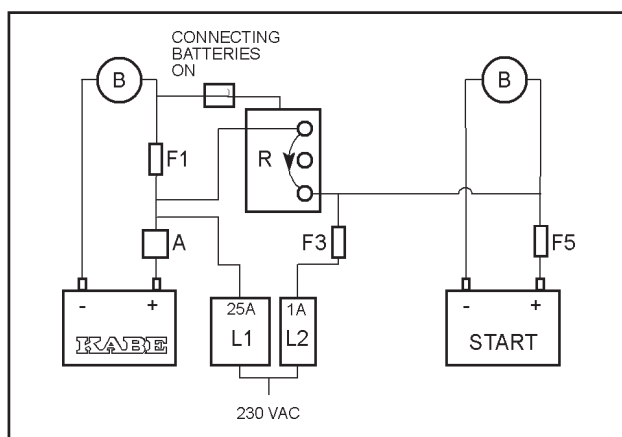 CONNECTING
BATTERIES
ON
B
B
F1
R
A
F3
F5
- +
KABE
25A
L1
1A
L2
- +
START
230 VAC